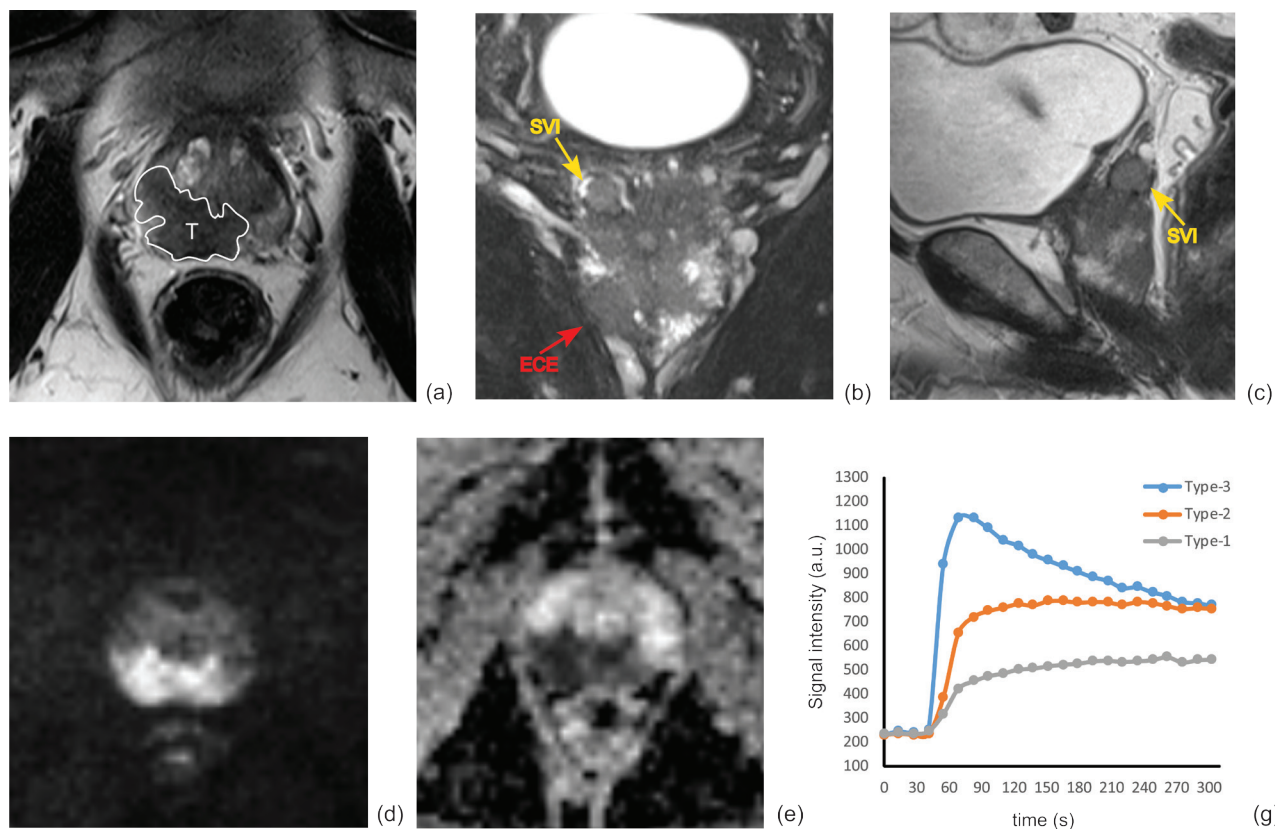 T
(a)
SVI
ECE
(b)
SVI
(c)
(d)
(e)
Signal intensity (a.u.)
1300
1200
1100
1000
900
800
700
600
500
400
300
200
100
0 30 60 90 120 150 180 210 240 270 300
time (s)
Type-3
Type-2
Type-1
(g)